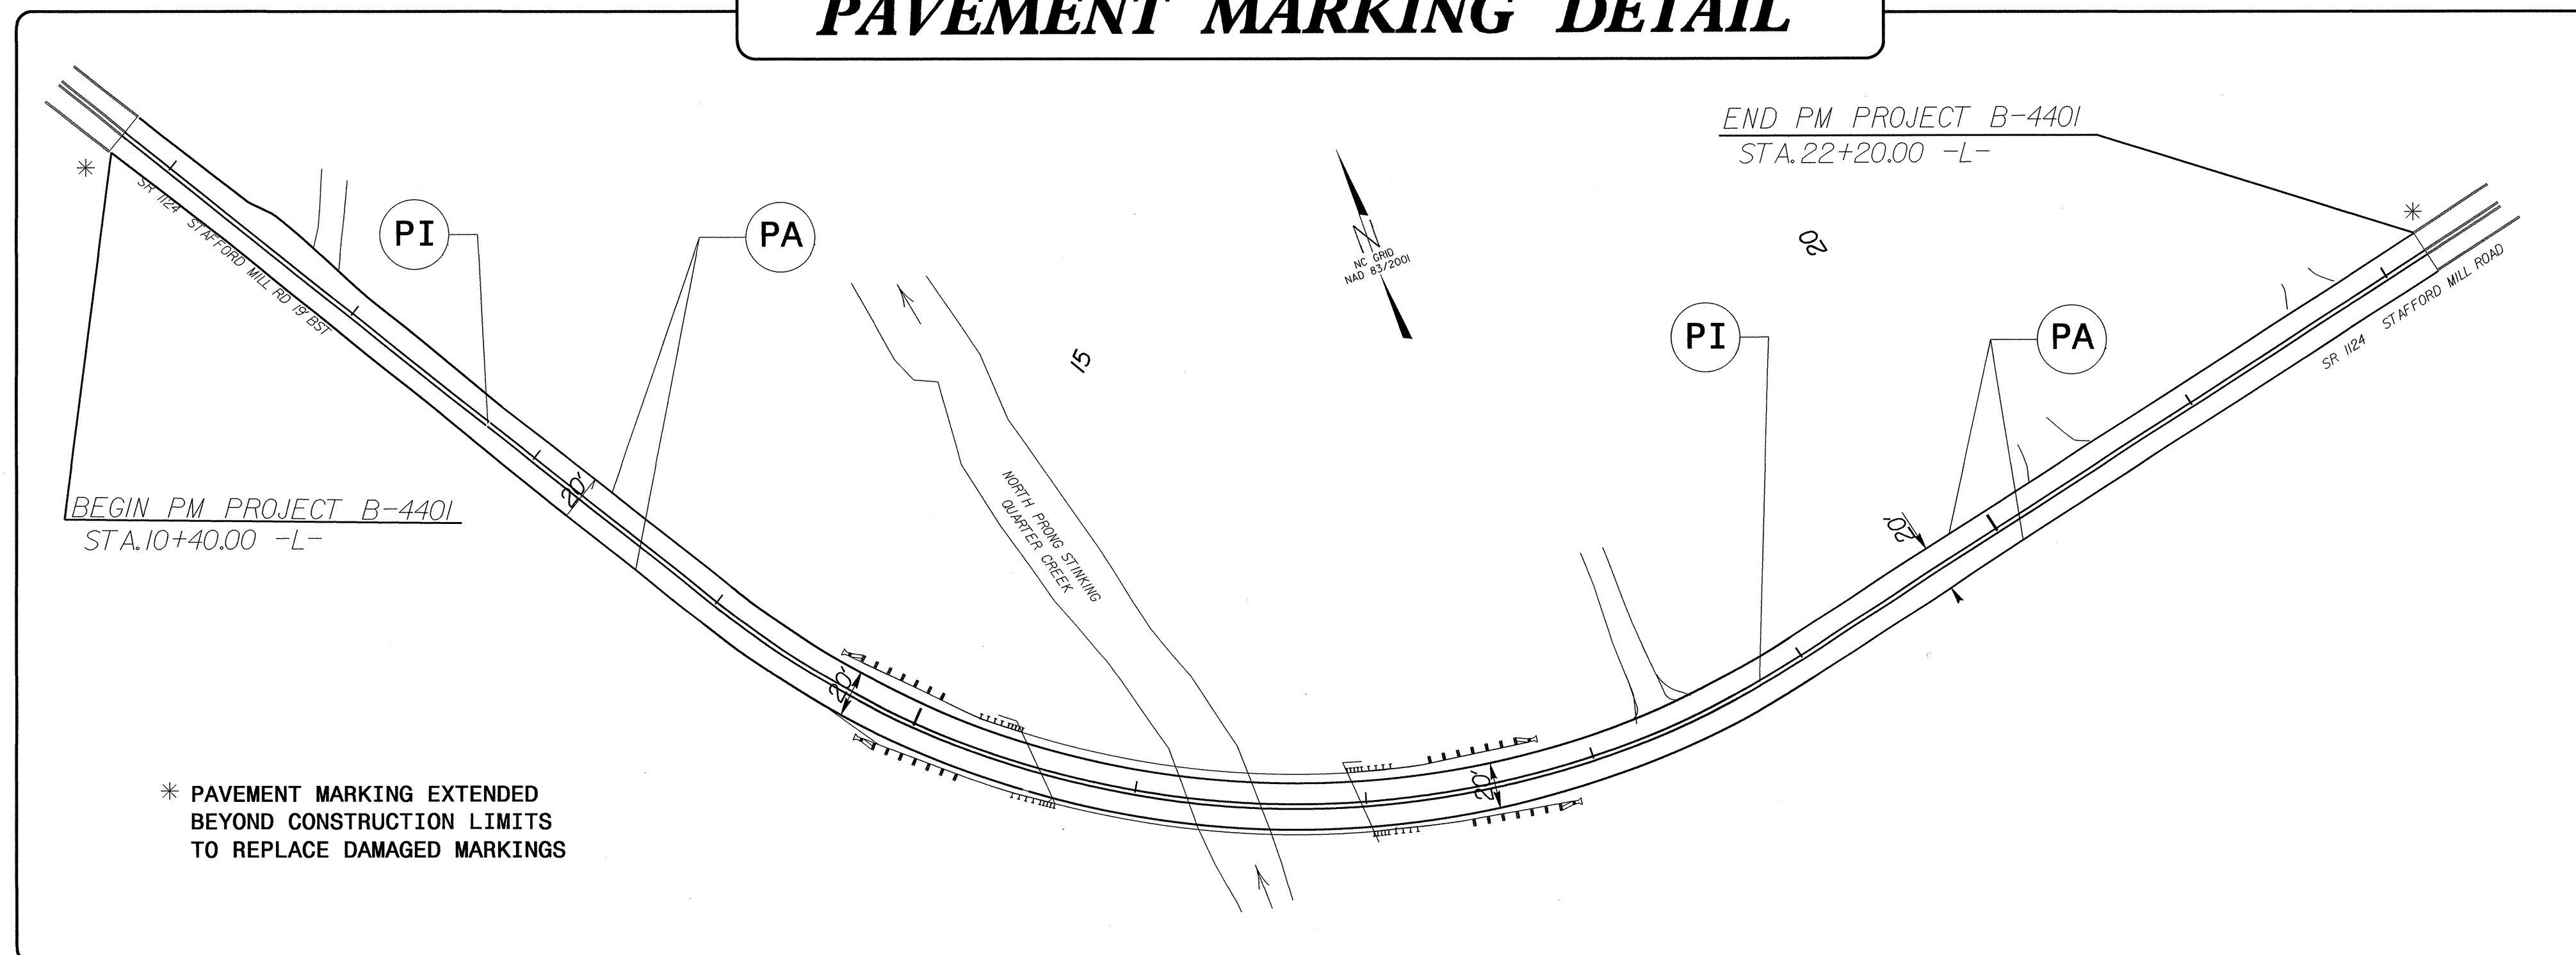 PAVEMENT MARKING DETAIL
END PM PROJECT B-4401
STA.22+20.00 -L-
SR 1124 STAFFORD MILL RD 19' BST
PI
PA
N
NC GRID
NAD 83/2001
20
15
PI
PA
SR 1124 STAFFORD MILL ROAD
BEGIN PM PROJECT B-4401
STA.10+40.00 -L-
20'
NORTH PRONG STINKING
QUARTER CREEK
20'
20'
20'
* PAVEMENT MARKING EXTENDED
BEYOND CONSTRUCTION LIMITS
TO REPLACE DAMAGED MARKINGS